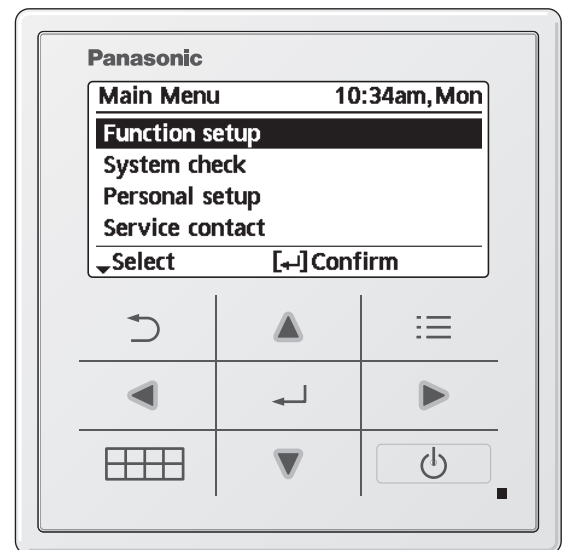 Panasonic
Main Menu 10:34am,Mon
Function setup
System check
Personal setup
Service contact
Select [↵]Confirm